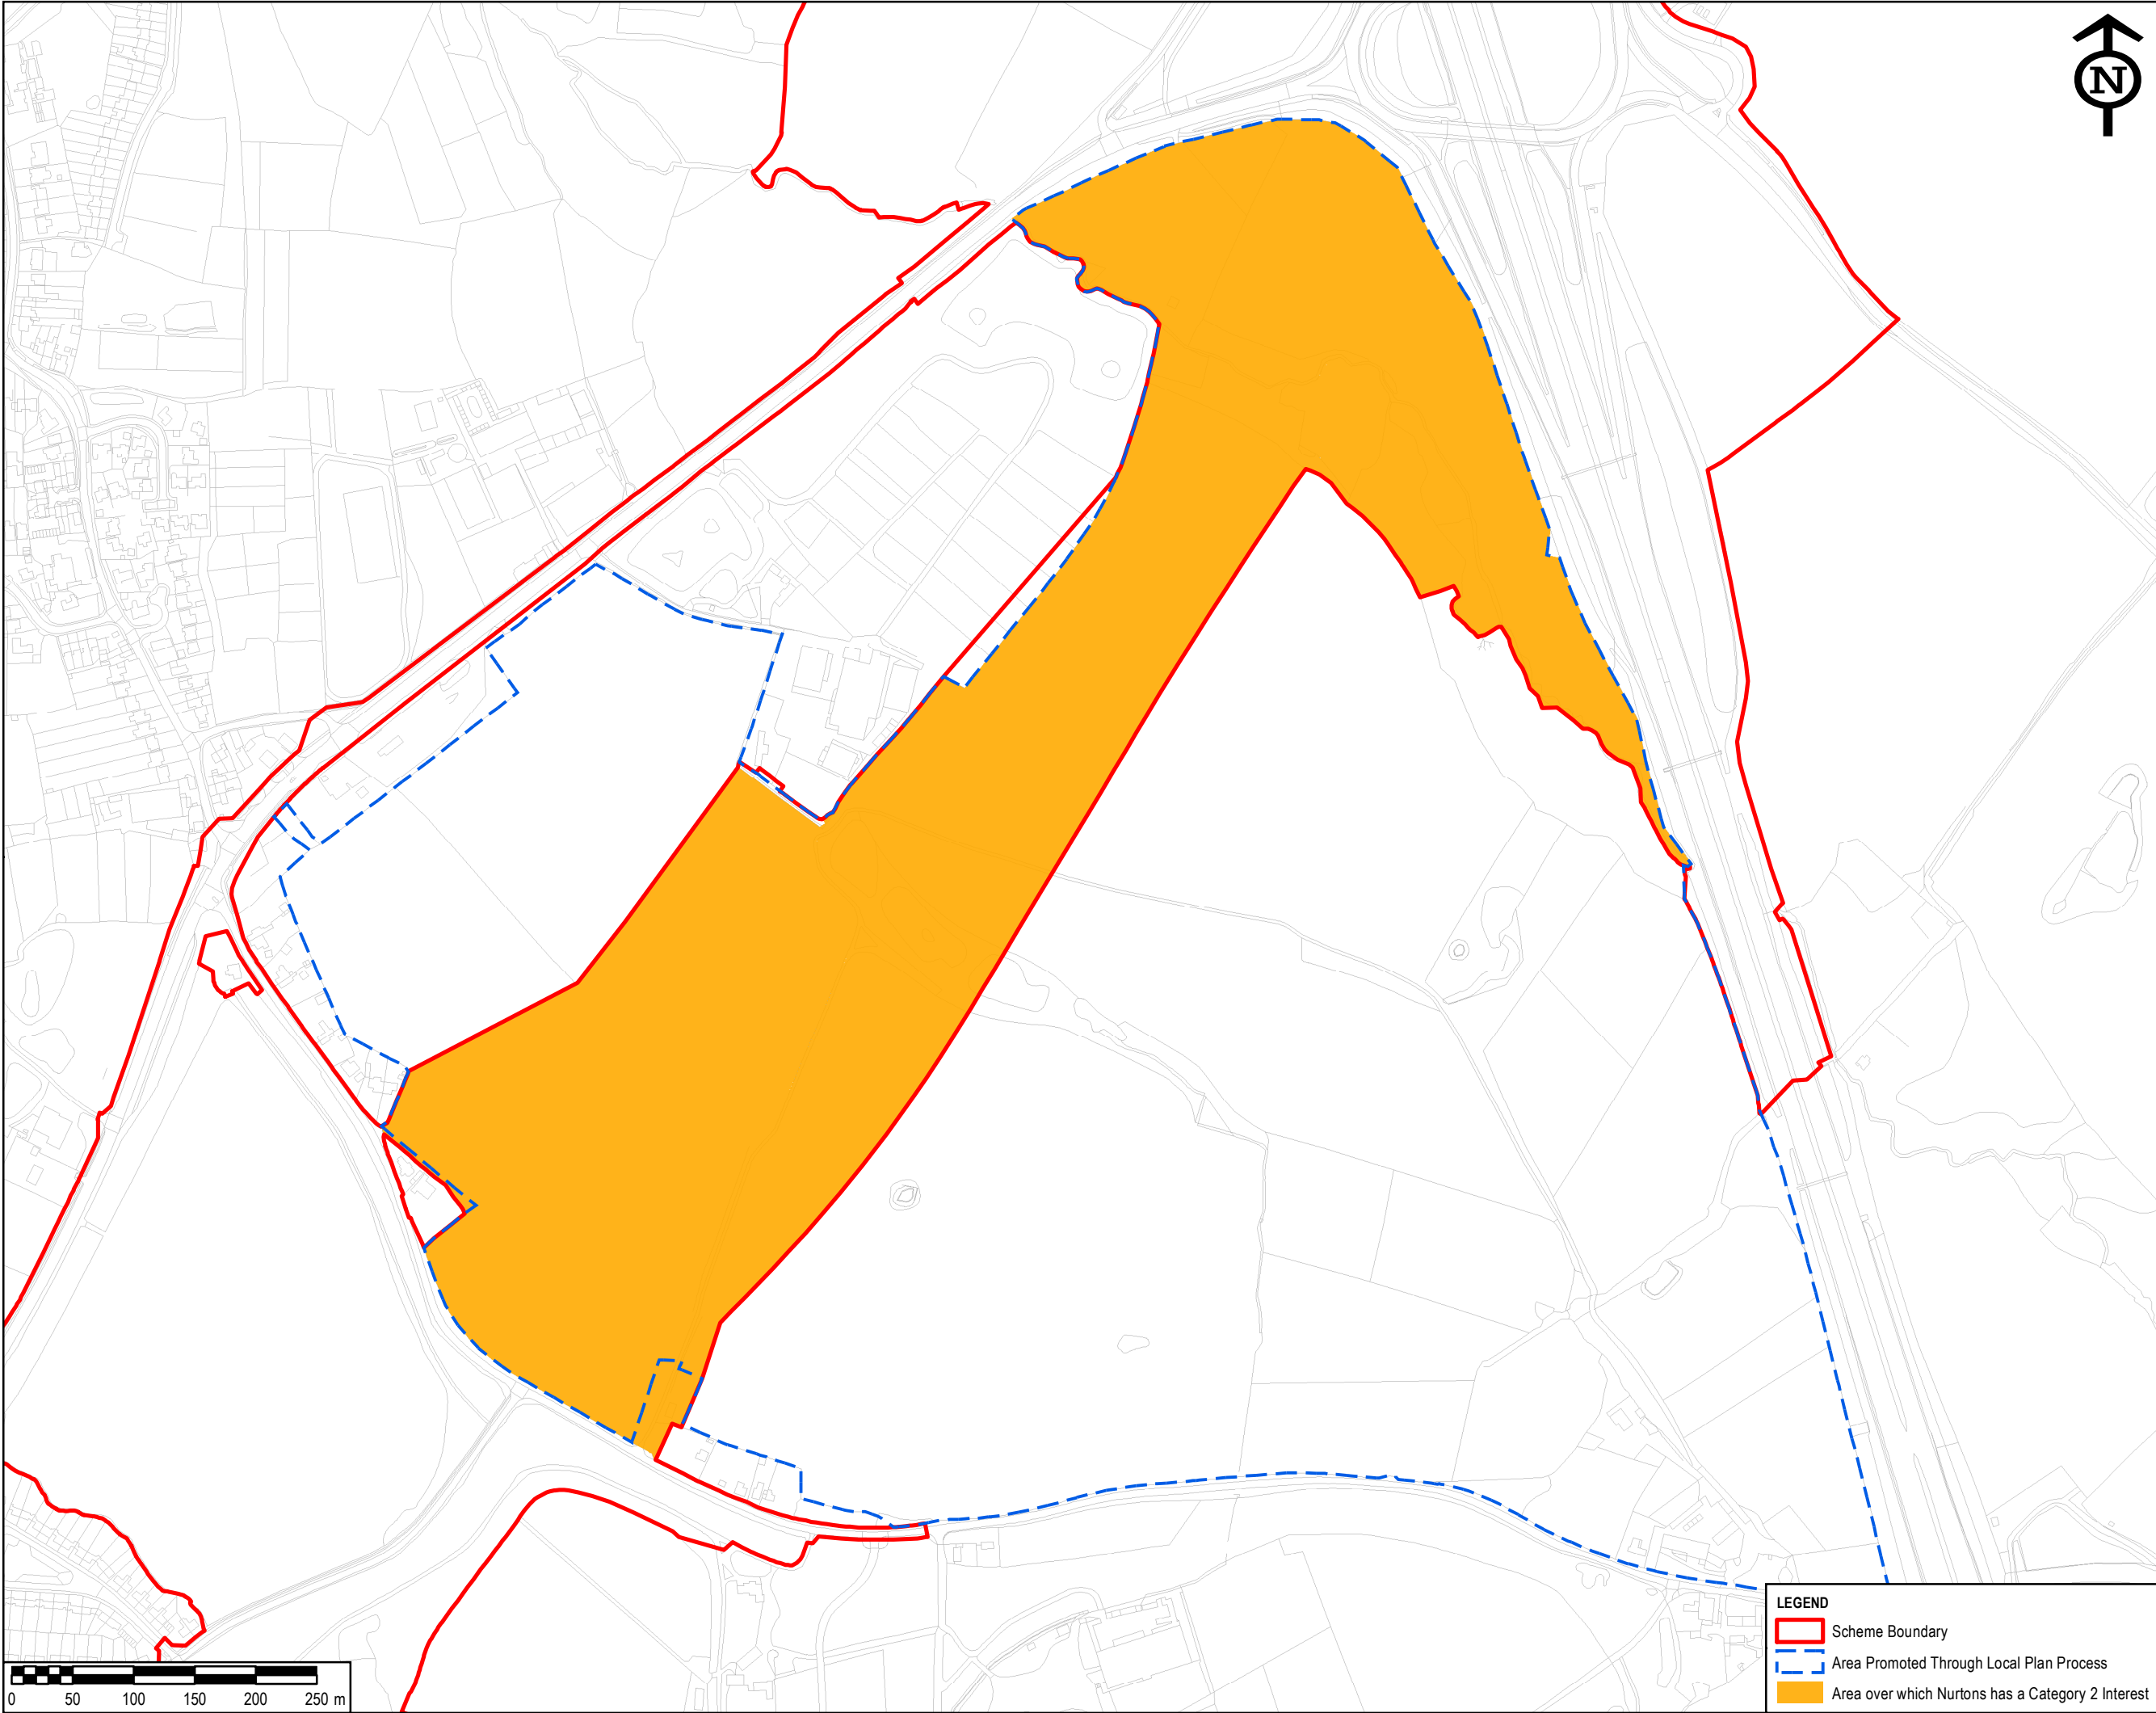 N
LEGEND
Scheme Boundary
Area Promoted Through Local Plan Process
Area over which Nurtons has a Category 2 Interest
0 50 100 150 200 250 m